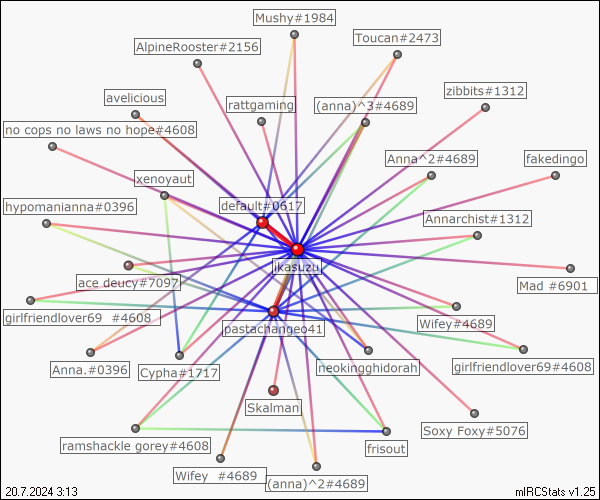 Mushy#1984
Toucan#2473
AlpineRooster#2156
zibbits#1312
avelicious
rattgaming
(anna)^3#4689
no cops no laws no hope#4608
Anna^2#4689
fakedingo
xenoyaut
hypomanianna#0396
default#0617
Annarchist#1312
jkasuzu
ace deucy#7097
Mad #6901
girlfriendlover69 #4608
pastachangeo41
Wifey#4689
Anna.#0396
Cypha#1717
neokingghidorah
girlfriendlover69#4608
Skalman
Soxy Foxy#5076
ramshackle gorey#4608
frisout
Wifey #4689
(anna)^2#4689
20.7.2024 3:13
mIRCStats v1.25